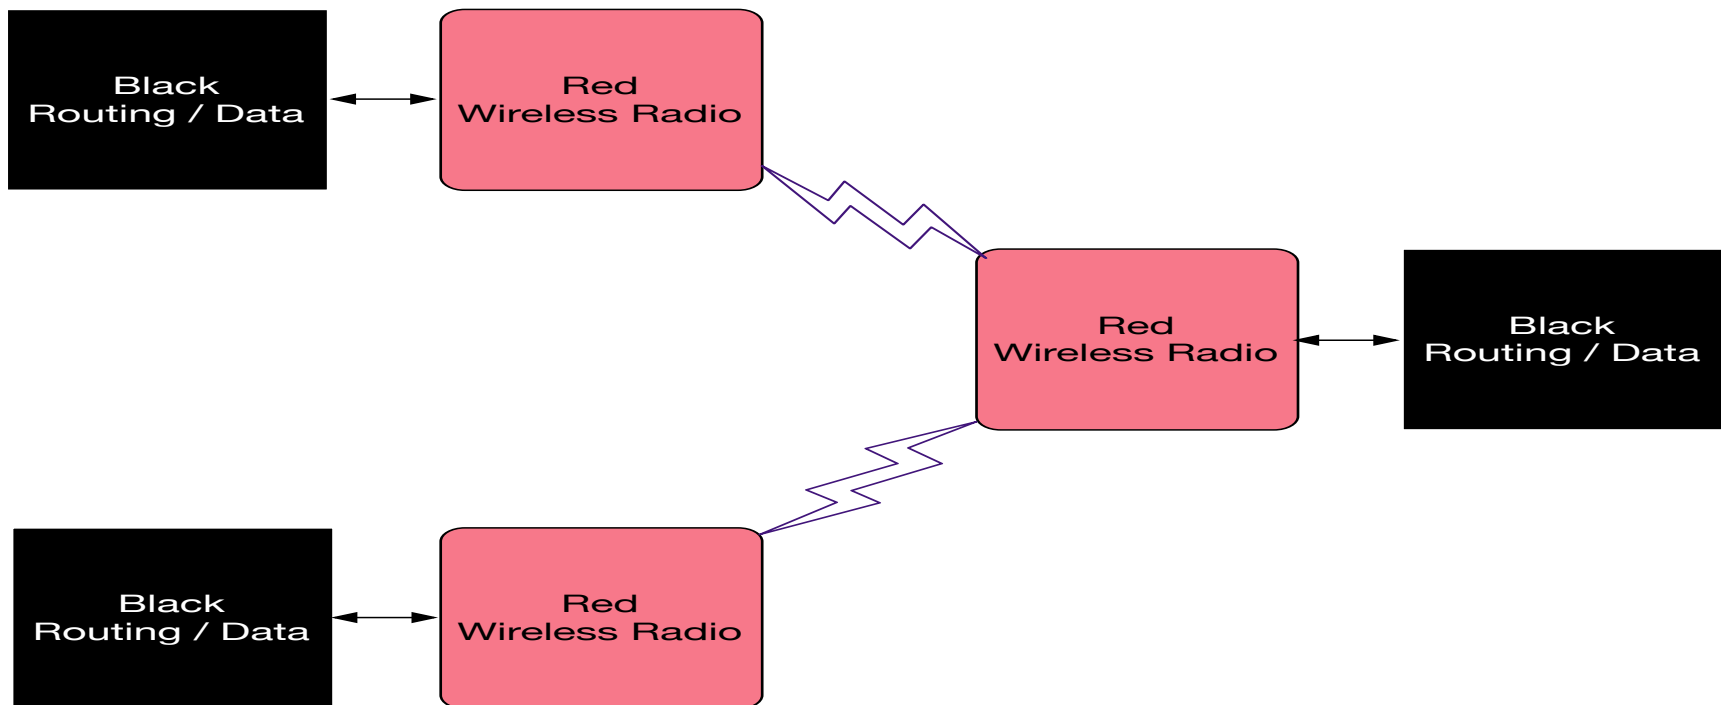 Black
Routing / Data
Red
Wireless Radio
Red
Wireless Radio
Black
Routing / Data
Black
Routing / Data
Red
Wireless Radio